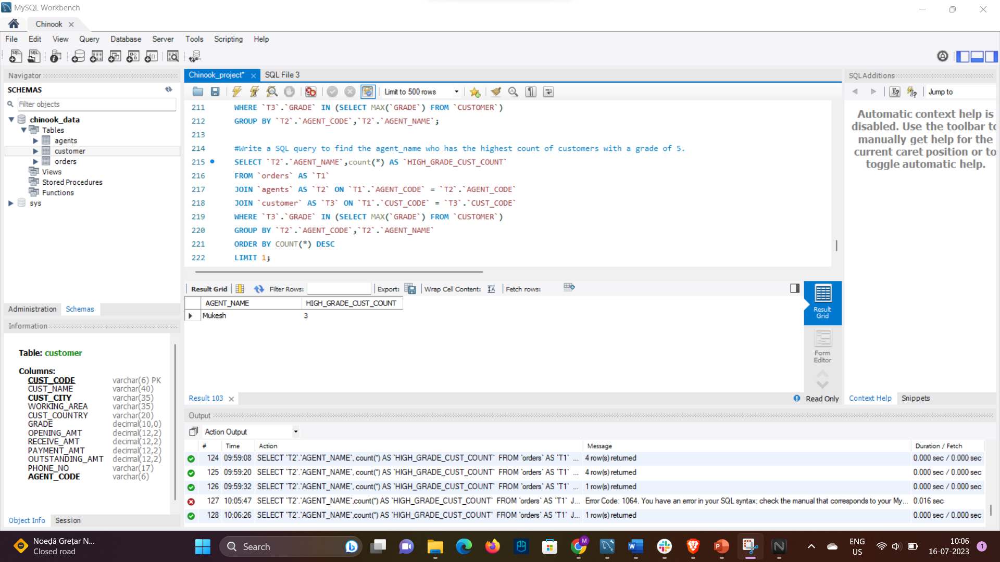 MySQL Workbench
Chinook
File Edit View Query Database Server Tools Scripting Help
Navigator
SCHEMAS
Filter objects
chinook_data
Tables
agents
customer
orders
Views
Stored Procedures
Functions
sys
Administration Schemas
Information
Table: customer
Columns:
CUST_CODE varchar(6) PK
CUST_NAME varchar(40)
CUST_CITY varchar(35)
WORKING_AREA varchar(35)
CUST_COUNTRY varchar(20)
GRADE decimal(10,0)
OPENING_AMT decimal(12,2)
RECEIVE_AMT decimal(12,2)
PAYMENT_AMT decimal(12,2)
OUTSTANDING_AMT decimal(12,2)
PHONE_NO varchar(17)
AGENT_CODE varchar(6)
Object Info Session
Chinook_project* SQL File 3
Limit to 500 rows
211 WHERE `T3`.`GRADE` IN (SELECT MAX(`GRADE`) FROM `CUSTOMER`)
212 GROUP BY `T2`.`AGENT_CODE`,`T2`.`AGENT_NAME`;
213
214 #Write a SQL query to find the agent_name who has the highest count of customers with a grade of 5.
215 SELECT `T2`.`AGENT_NAME`,count(*) AS `HIGH_GRADE_CUST_COUNT`
216 FROM `orders` AS `T1`
217 JOIN `agents` AS `T2` ON `T1`.`AGENT_CODE` = `T2`.`AGENT_CODE`
218 JOIN `customer` AS `T3` ON `T1`.`CUST_CODE` = `T3`.`CUST_CODE`
219 WHERE `T3`.`GRADE` IN (SELECT MAX(`GRADE`) FROM `CUSTOMER`)
220 GROUP BY `T2`.`AGENT_CODE`,`T2`.`AGENT_NAME`
221 ORDER BY COUNT(*) DESC
222 LIMIT 1;
Result Grid Filter Rows: Export: Wrap Cell Content: Fetch rows:
AGENT_NAME HIGH_GRADE_CUST_COUNT
Mukesh 3
Result Grid
Form Editor
Result 103
Read Only
Output
Action Output
# Time Action Message Duration / Fetch
124 09:59:08 SELECT `T2`.`AGENT_NAME`, count(*) AS `HIGH_GRADE_CUST_COUNT` FROM `orders` AS `T1` ... 4 row(s) returned 0.000 sec / 0.000 sec
125 09:59:20 SELECT `T2`.`AGENT_NAME`, count(*) AS `HIGH_GRADE_CUST_COUNT` FROM `orders` AS `T1` ... 4 row(s) returned 0.000 sec / 0.000 sec
126 09:59:32 SELECT `T2`.`AGENT_NAME`, count(*) AS `HIGH_GRADE_CUST_COUNT` FROM `orders` AS `T1` ... 1 row(s) returned 0.000 sec / 0.000 sec
127 10:05:47 SELECT `T2`.`AGENT_NAME`,count(*) AS `HIGH_GRADE_CUST_COUNT` FROM `orders` AS `T1` J... Error Code: 1064. You have an error in your SQL syntax; check the manual that corresponds to your My... 0.016 sec
128 10:06:26 SELECT `T2`.`AGENT_NAME`,count(*) AS `HIGH_GRADE_CUST_COUNT` FROM `orders` AS `T1` J... 1 row(s) returned 0.000 sec / 0.000 sec
SQLAdditions
Jump to
Automatic context help is
disabled. Use the toolbar to
manually get help for the
current caret position or to
toggle automatic help.
Context Help Snippets
Noeḍā Greṭar N...
Closed road
Search
ENG
US
10:06
16-07-2023
1